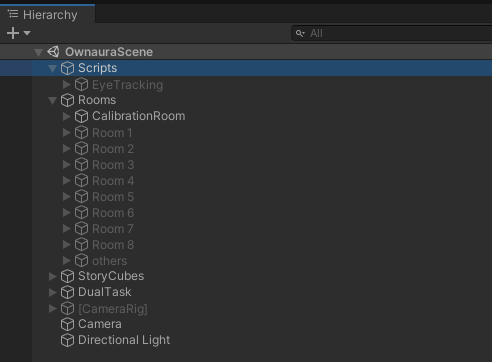 Hierarchy
All
OwnauraScene
Scripts
EyeTracking
Rooms
CalibrationRoom
Room 1
Room 2
Room 3
Room 4
Room 5
Room 6
Room 7
Room 8
others
StoryCubes
DualTask
[CameraRig]
Camera
Directional Light